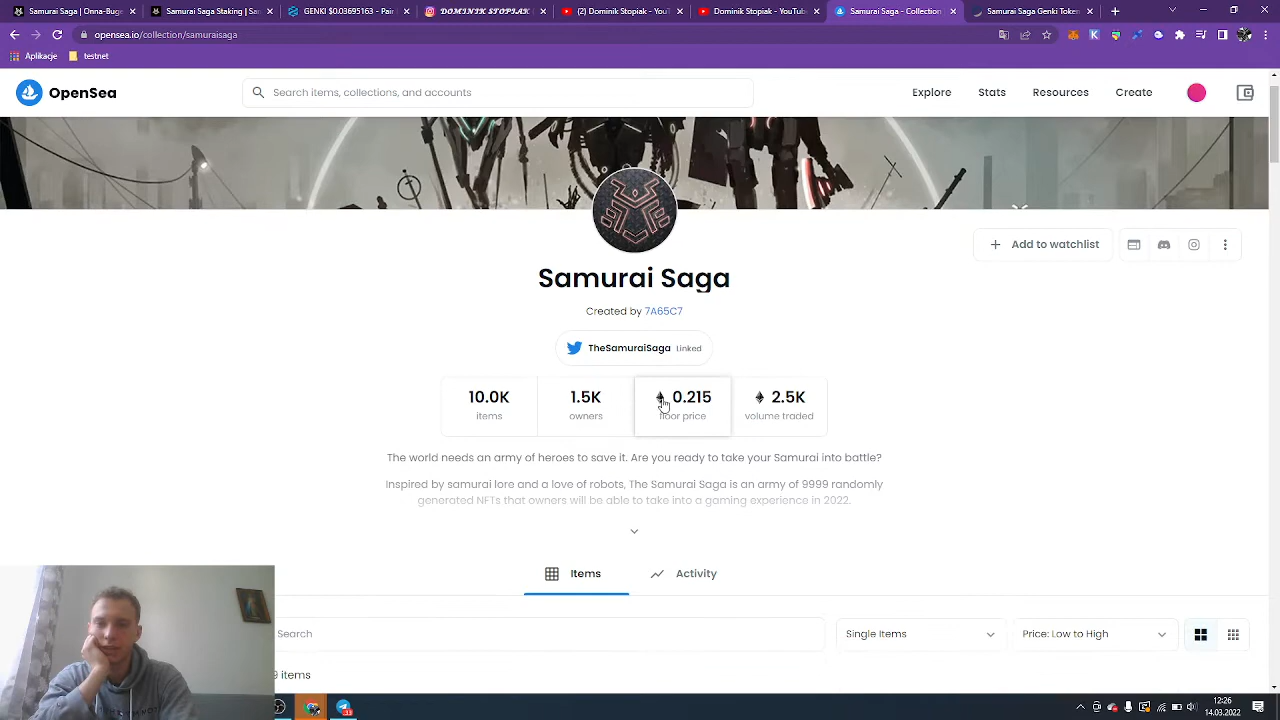 Samurai Saga | Onna-Bugei
Samurai Saga Staking | Sa
GENKI $0.03695163 - Pair
𝓓𝓞𝓜𝓘𝓝𝓘𝓚 𝓢𝓣𝓞𝓟𝓘𝓐𝓚
(2) Dominik Stopiak - YouT
(2) Dominik Stopiak - YouTube
Samurai Saga - Collection
Samurai Saga Genki Token
opensea.io/collection/samuraisaga
Aplikacje
testnet
OpenSea
Search items, collections, and accounts
Explore
Stats
Resources
Create
Samurai Saga
Add to watchlist
Created by 7A65C7
TheSamuraiSaga Linked
10.0K 1.5K 0.215 2.5K
items owners floor price volume traded
The world needs an army of heroes to save it. Are you ready to take your Samurai into battle?
Inspired by samurai lore and a love of robots, The Samurai Saga is an army of 9999 randomly
generated NFTs that owners will be able to take into a gaming experience in 2022.
Items
Activity
Search
Single Items
Price: Low to High
9 items
12:26
14.03.2022